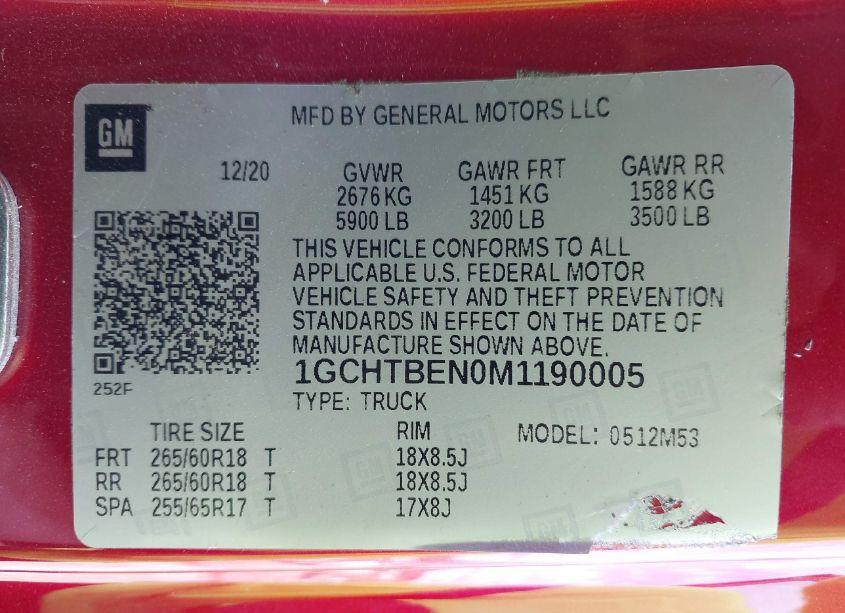 MFD BY GENERAL MOTORS LLC
GM
12/20 GVWR GAWR FRT GAWR RR
2676 KG 1451 KG 1588 KG
5900 LB 3200 LB 3500 LB
THIS VEHICLE CONFORMS TO ALL
APPLICABLE U.S. FEDERAL MOTOR
VEHICLE SAFETY AND THEFT PREVENTION
STANDARDS IN EFFECT ON THE DATE OF
MANUFACTURE SHOWN ABOVE.
1GCHTBEN0M1190005
252F
TYPE: TRUCK
TIRE SIZE RIM MODEL: 0512M53
FRT 265/60R18 T 18X8.5J
RR 265/60R18 T 18X8.5J
SPA 255/65R17 T 17X8J